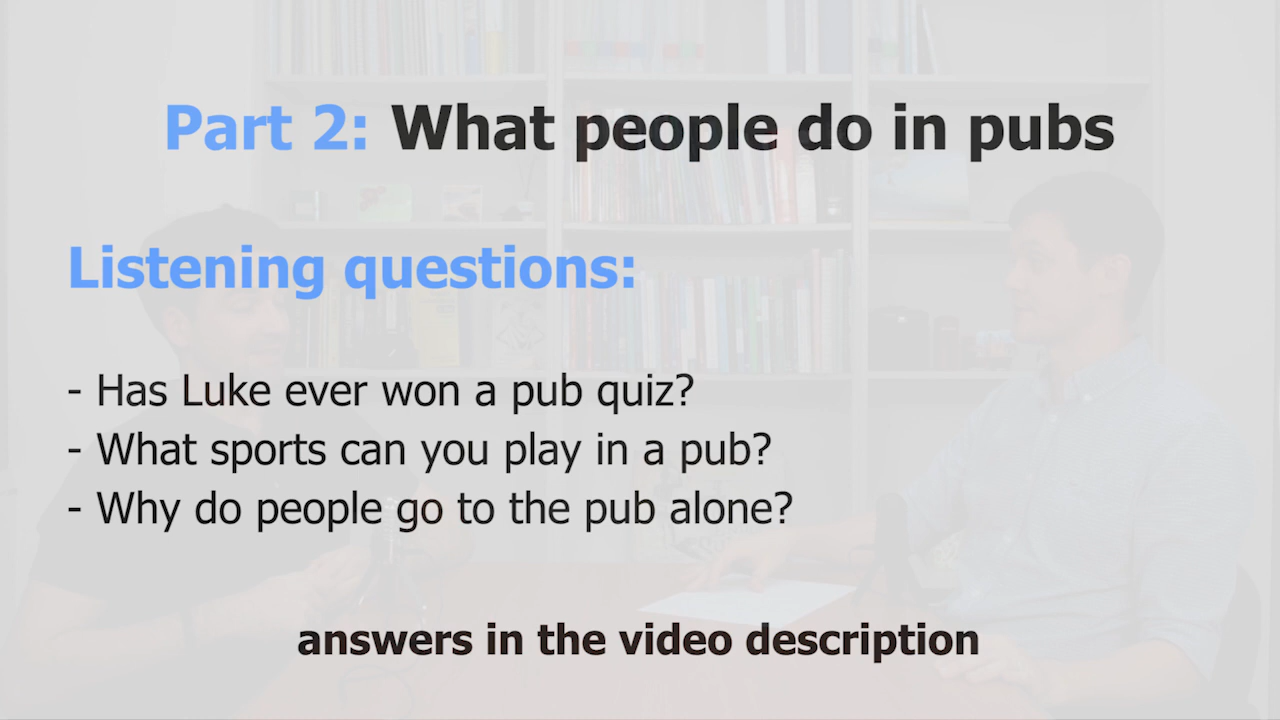 Part 2: What people do in pubs
Listening questions:
- Has Luke ever won a pub quiz?
- What sports can you play in a pub?
- Why do people go to the pub alone?
answers in the video description